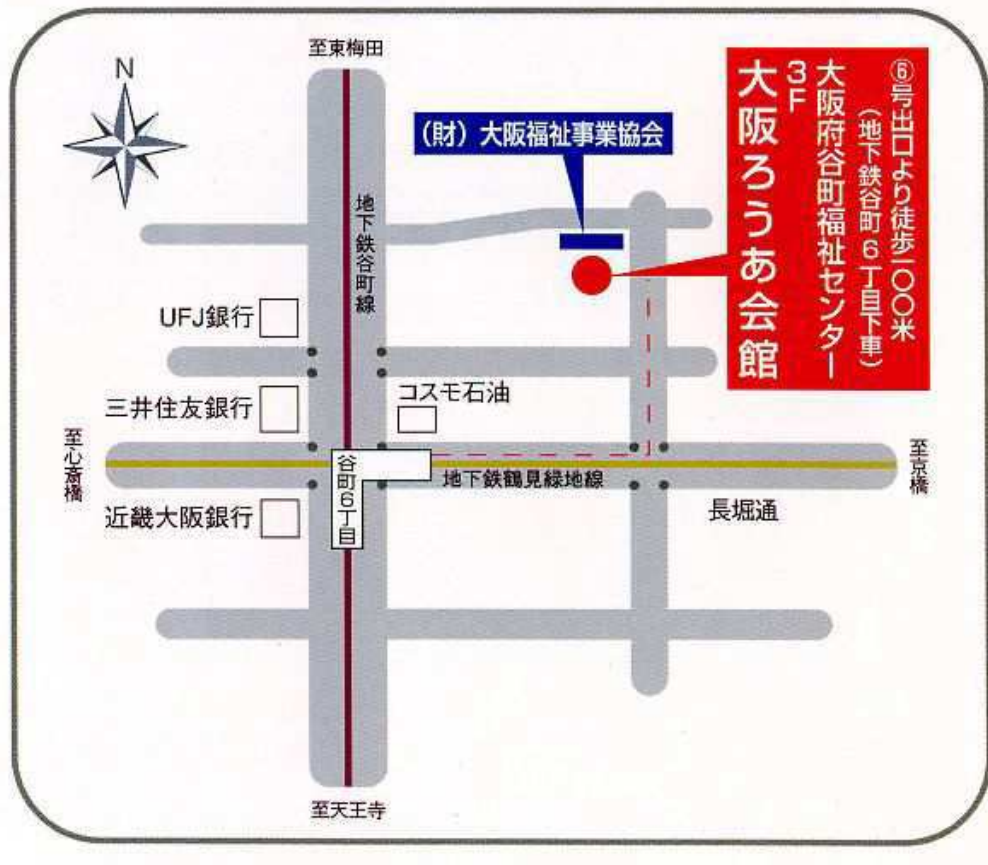 至東梅田
N
(財)大阪福祉事業協会
⑥号出口より徒歩一〇〇米
(地下鉄谷町6丁目下車)
大阪府谷町福祉センター
3F
大阪ろうあ会館
地下鉄谷町線
UFJ銀行
三井住友銀行
コスモ石油
至心斎橋
谷町6丁目
地下鉄鶴見緑地線
至京橋
近畿大阪銀行
長堀通
至天王寺